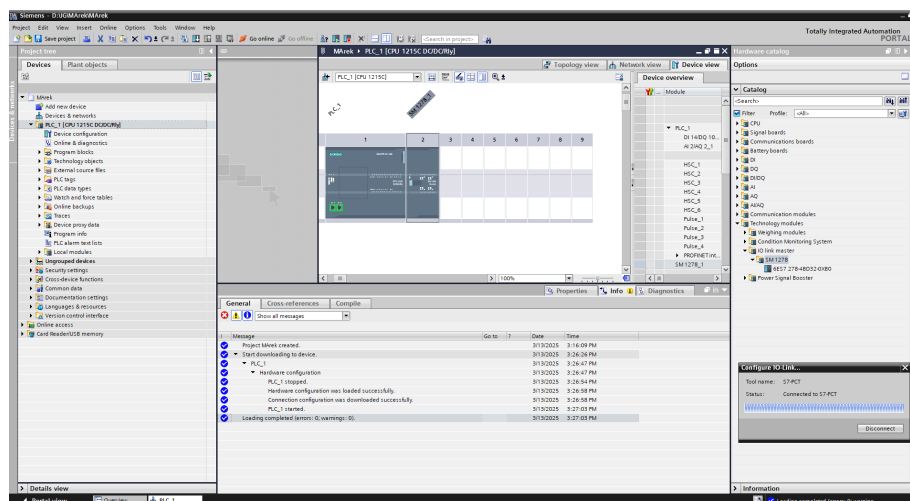 Siemens - D:\JG\MArek\MArek
Project Edit View Insert Online Options Tools Window Help
Totally Integrated Automation
PORTAL
Save project
Go online
Go offline
<Search in project>
Project tree
Devices
Plant objects
Devices & networks
MArek
Add new device
Devices & networks
PLC_1 [CPU 1215C DC/DC/Rly]
Device configuration
Online & diagnostics
Program blocks
Technology objects
External source files
PLC tags
PLC data types
Watch and force tables
Online backups
Traces
Device proxy data
Program info
PLC alarm text lists
Local modules
Ungrouped devices
Security settings
Cross-device functions
Common data
Documentation settings
Languages & resources
Version control interface
Online access
Card Reader/USB memory
Details view
MArek PLC_1 [CPU 1215C DC/DC/Rly]
Topology view
Network view
Device view
PLC_1 [CPU 1215C]
PLC_1
SM 1278_1
1 2 3 4 5 6 7 8 9
100%
Device overview
... Module
PLC_1
DI 14/DQ 10...
AI 2/AQ 2_1
HSC_1
HSC_2
HSC_3
HSC_4
HSC_5
HSC_6
Pulse_1
Pulse_2
Pulse_3
Pulse_4
PROFINET int...
SM 1278_1
Properties
Info
Diagnostics
General
Cross-references
Compile
Show all messages
! Message Go to ? Date Time
Project MArek created. 3/13/2025 3:16:09 PM
Start downloading to device. 3/13/2025 3:26:26 PM
PLC_1 3/13/2025 3:26:47 PM
Hardware configuration 3/13/2025 3:26:47 PM
PLC_1 stopped. 3/13/2025 3:26:54 PM
Hardware configuration was loaded successfully. 3/13/2025 3:26:58 PM
Connection configuration was downloaded successfully. 3/13/2025 3:26:58 PM
PLC_1 started. 3/13/2025 3:27:03 PM
Loading completed (errors: 0; warnings: 0). 3/13/2025 3:27:03 PM
Hardware catalog
Options
Catalog
<Search>
Filter Profile: <All>
CPU
Signal boards
Communications boards
Battery boards
DI
DQ
DI/DQ
AI
AQ
AI/AQ
Communication modules
Technology modules
Weighing modules
Condition Monitoring System
IO link master
SM 1278
6ES7 278-4BD32-0XB0
Power Signal Booster
Configure IO-Link...
Tool name: S7-PCT
Status: Connected to S7-PCT
Disconnect
Information
Portal view
Overview
PLC_1